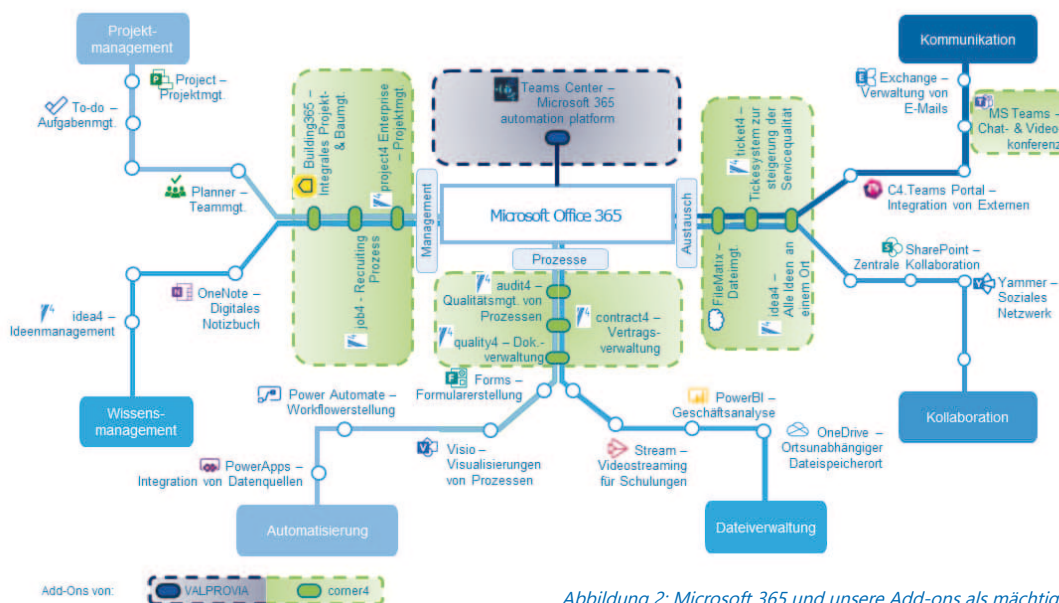 Projekt-
management
Project –
Projektmgt.
To-do –
Aufgabenmgt.
Planner –
Teammgt.
OneNote –
Digitales
Notizbuch
idea4 –
Ideenmanagement
Wissens-
management
Building365 –
Integrales Projekt-
& Baumgt.
job4 - Recruiting
Prozess
project4 Enterprise
– Projektmgt
Management
Teams Center –
Microsoft 365
automation platform
Microsoft Office 365
Prozesse
audit4 –
Qualitätsmgt. von
Prozessen
quality4 – Dok.-
verwaltung
contract4 –
Vertrags-
verwaltung
Austausch
FileMatix –
Dateimgt.
ticket4 –
Tickesystem zur
steigerung der
Servicequalität
idea4 –
Alle Ideen an
einem Ort
Kommunikation
Exchange –
Verwaltung von
E-Mails
MS Teams –
Chat- & Video
konferenz
C4.Teams Portal –
Integration von Externen
SharePoint –
Zentrale Kollaboration
Yammer –
Soziales
Netzwerk
Kollaboration
Power Automate –
Workflowerstellung
Forms –
Formularerstellung
PowerApps –
Integration von Datenquellen
Visio –
Visualisierungen
von Prozessen
Automatisierung
PowerBI –
Geschäftsanalyse
Stream –
Videostreaming
für Schulungen
OneDrive –
Ortsunabhängiger
Dateispeicherort
Dateiverwaltung
Add-Ons von:
VALPROVIA
corner4
Abbildung 2: Microsoft 365 und unsere Add-ons als mächtig